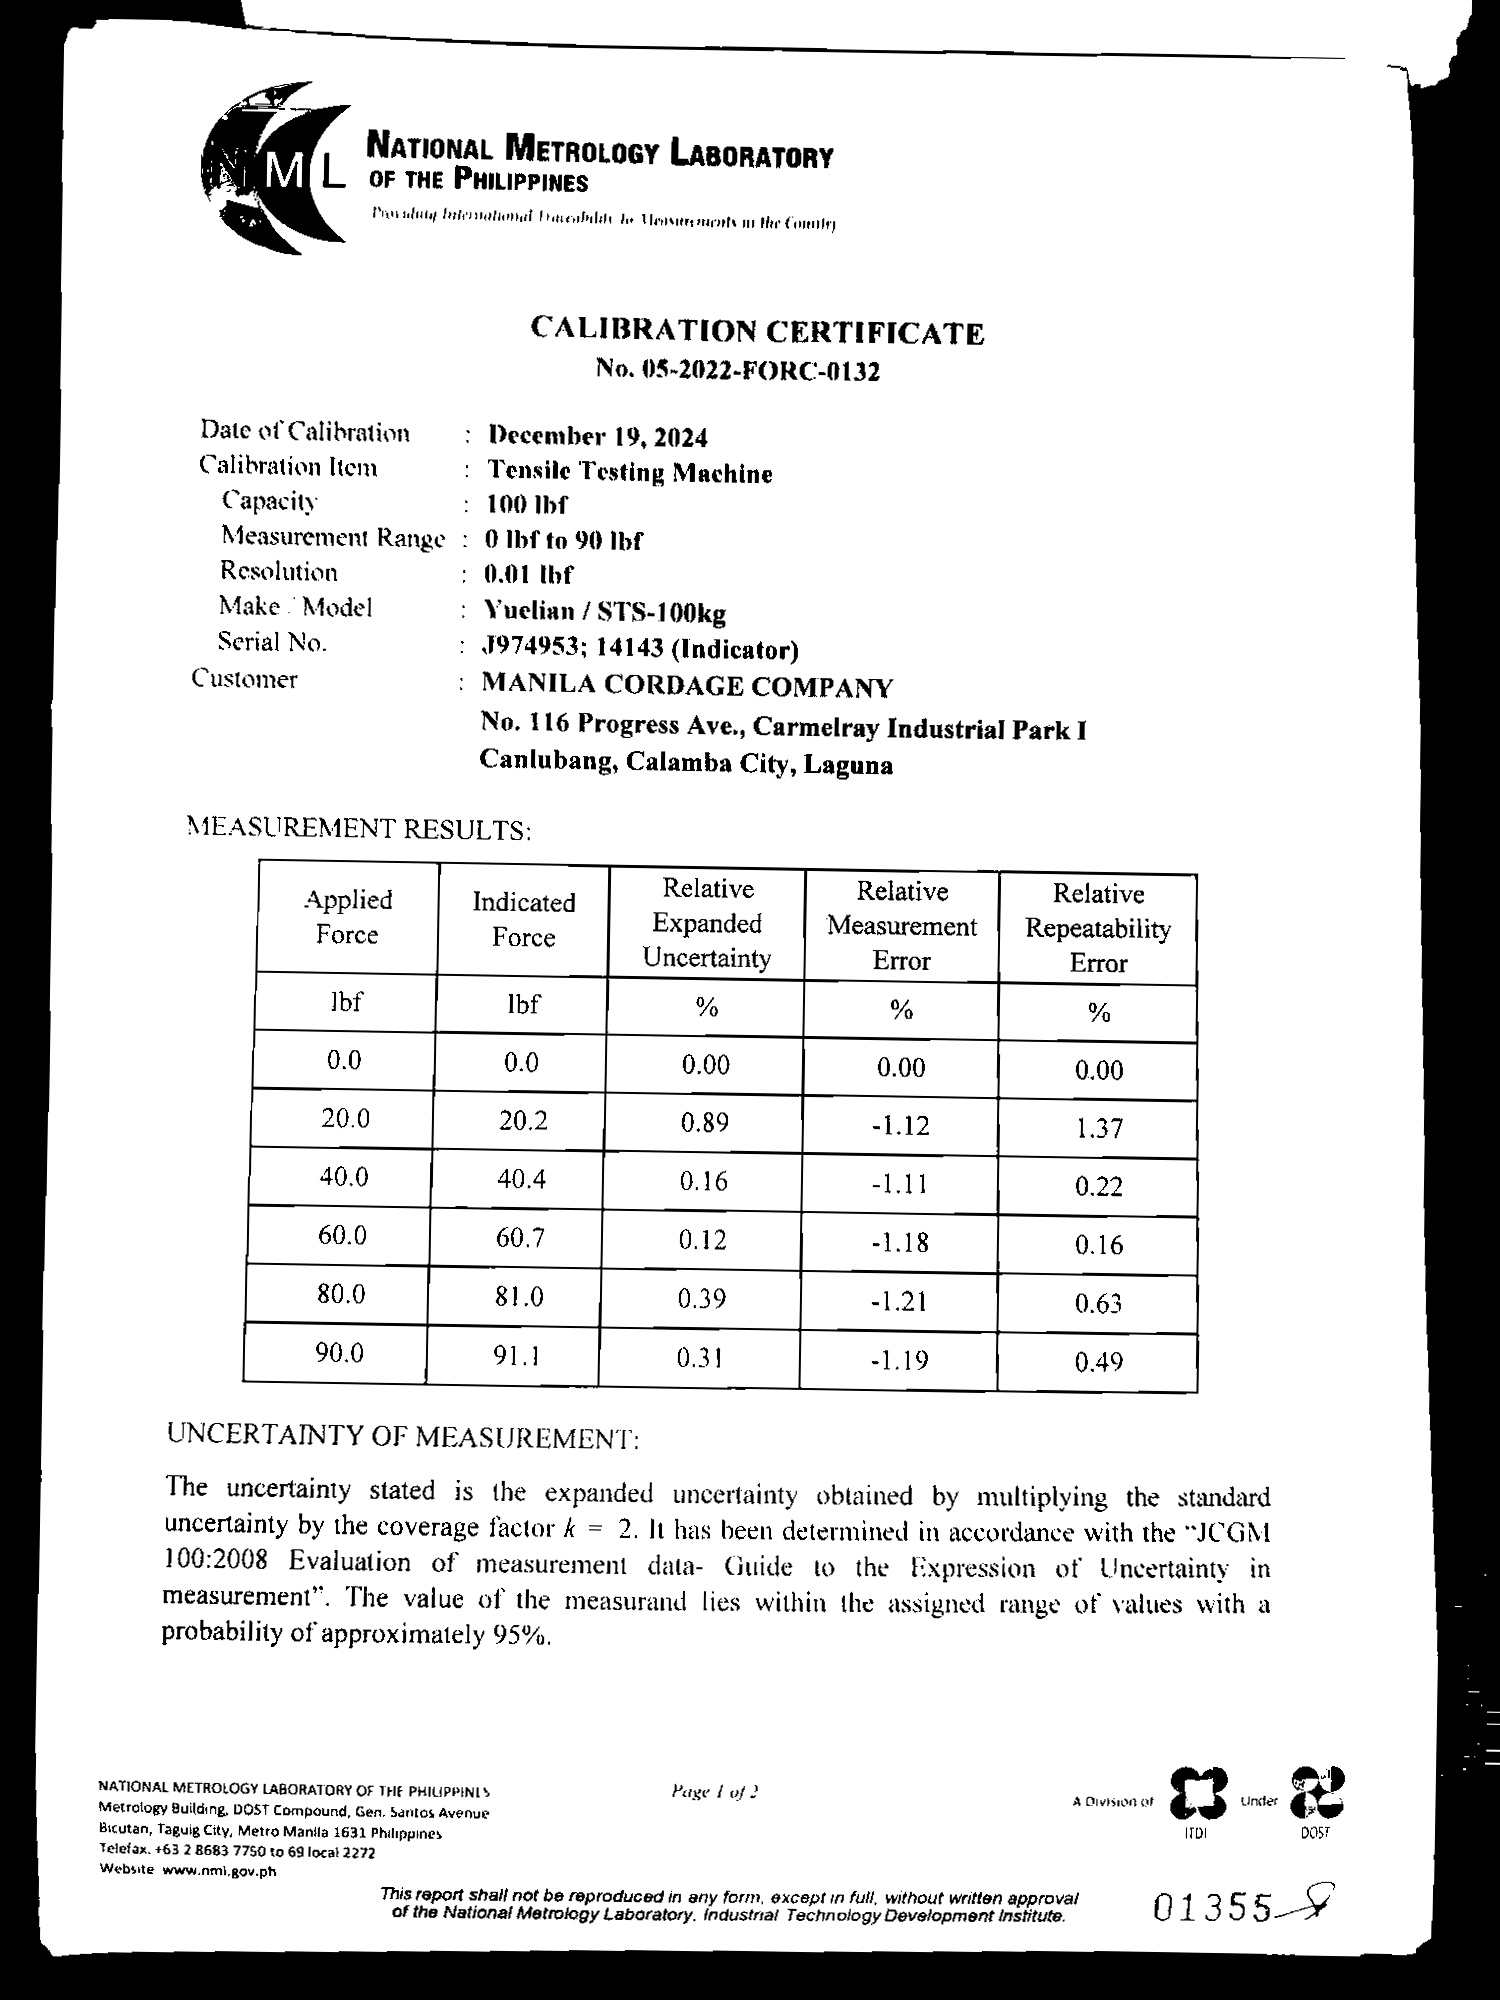 NML
NATIONAL METROLOGY LABORATORY
OF THE PHILIPPINES
Providing International Traceability to Measurements in the Country
CALIBRATION CERTIFICATE
No. 05-2022-FORC-0132
Date of Calibration : December 19, 2024
Calibration Item : Tensile Testing Machine
Capacity : 100 lbf
Measurement Range : 0 lbf to 90 lbf
Resolution : 0.01 lbf
Make / Model : Yuelian / STS-100kg
Serial No. : J974953; 14143 (Indicator)
Customer : MANILA CORDAGE COMPANY
No. 116 Progress Ave., Carmelray Industrial Park I
Canlubang, Calamba City, Laguna
MEASUREMENT RESULTS:
Applied Force Indicated Force Relative Expanded Uncertainty Relative Measurement Error Relative Repeatability Error
lbf lbf % % %
0.0 0.0 0.00 0.00 0.00
20.0 20.2 0.89 -1.12 1.37
40.0 40.4 0.16 -1.11 0.22
60.0 60.7 0.12 -1.18 0.16
80.0 81.0 0.39 -1.21 0.63
90.0 91.1 0.31 -1.19 0.49
UNCERTAINTY OF MEASUREMENT:
The uncertainty stated is the expanded uncertainty obtained by multiplying the standard
uncertainty by the coverage factor k = 2. It has been determined in accordance with the "JCGM
100:2008 Evaluation of measurement data- Guide to the Expression of Uncertainty in
measurement". The value of the measurand lies within the assigned range of values with a
probability of approximately 95%.
NATIONAL METROLOGY LABORATORY OF THE PHILIPPINES
Metrology Building, DOST Compound, Gen. Santos Avenue
Bicutan, Taguig City, Metro Manila 1631 Philippines
Telefax. +63 2 8683 7750 to 69 local 2272
Website www.nml.gov.ph
Page 1 of 2
A Division of ITDI Under DOST
This report shall not be reproduced in any form, except in full, without written approval
of the National Metrology Laboratory, Industrial Technology Development Institute.
01355